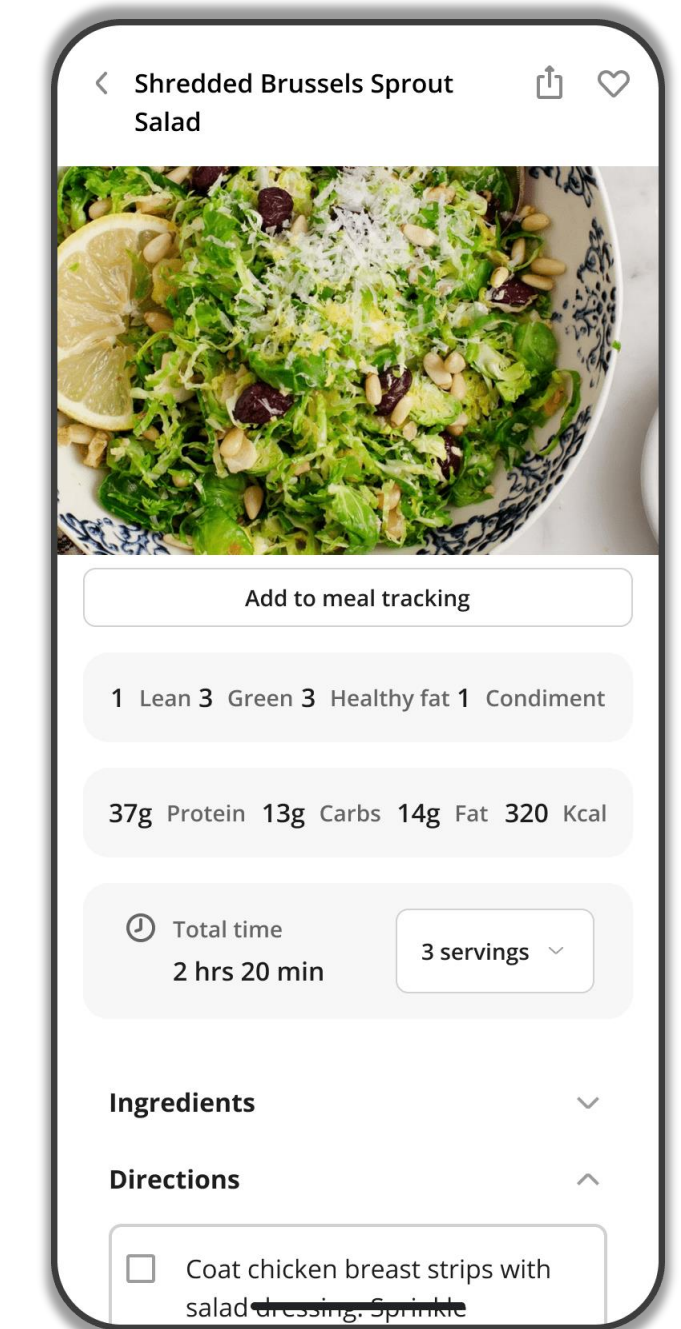 Shredded Brussels Sprout
Salad
Add to meal tracking
1 Lean 3 Green 3 Healthy fat 1 Condiment
37g Protein 13g Carbs 14g Fat 320 Kcal
Total time
2 hrs 20 min
3 servings
Ingredients
Directions
Coat chicken breast strips with
salad dressing. Sprinkle